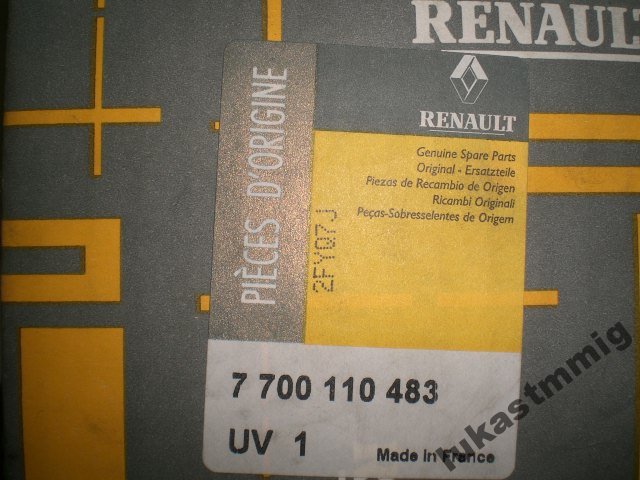 RENAULT
RENAULT
PIÈCES D'ORIGINE
Genuine Spare Parts
Original - Ersatzteile
Piezas de Recambio de Origen
Ricambi Originali
Peças-Sobresselentes de Origem
2FYQ7J
7 700 110 483
UV 1
Made in France
lukastmmig